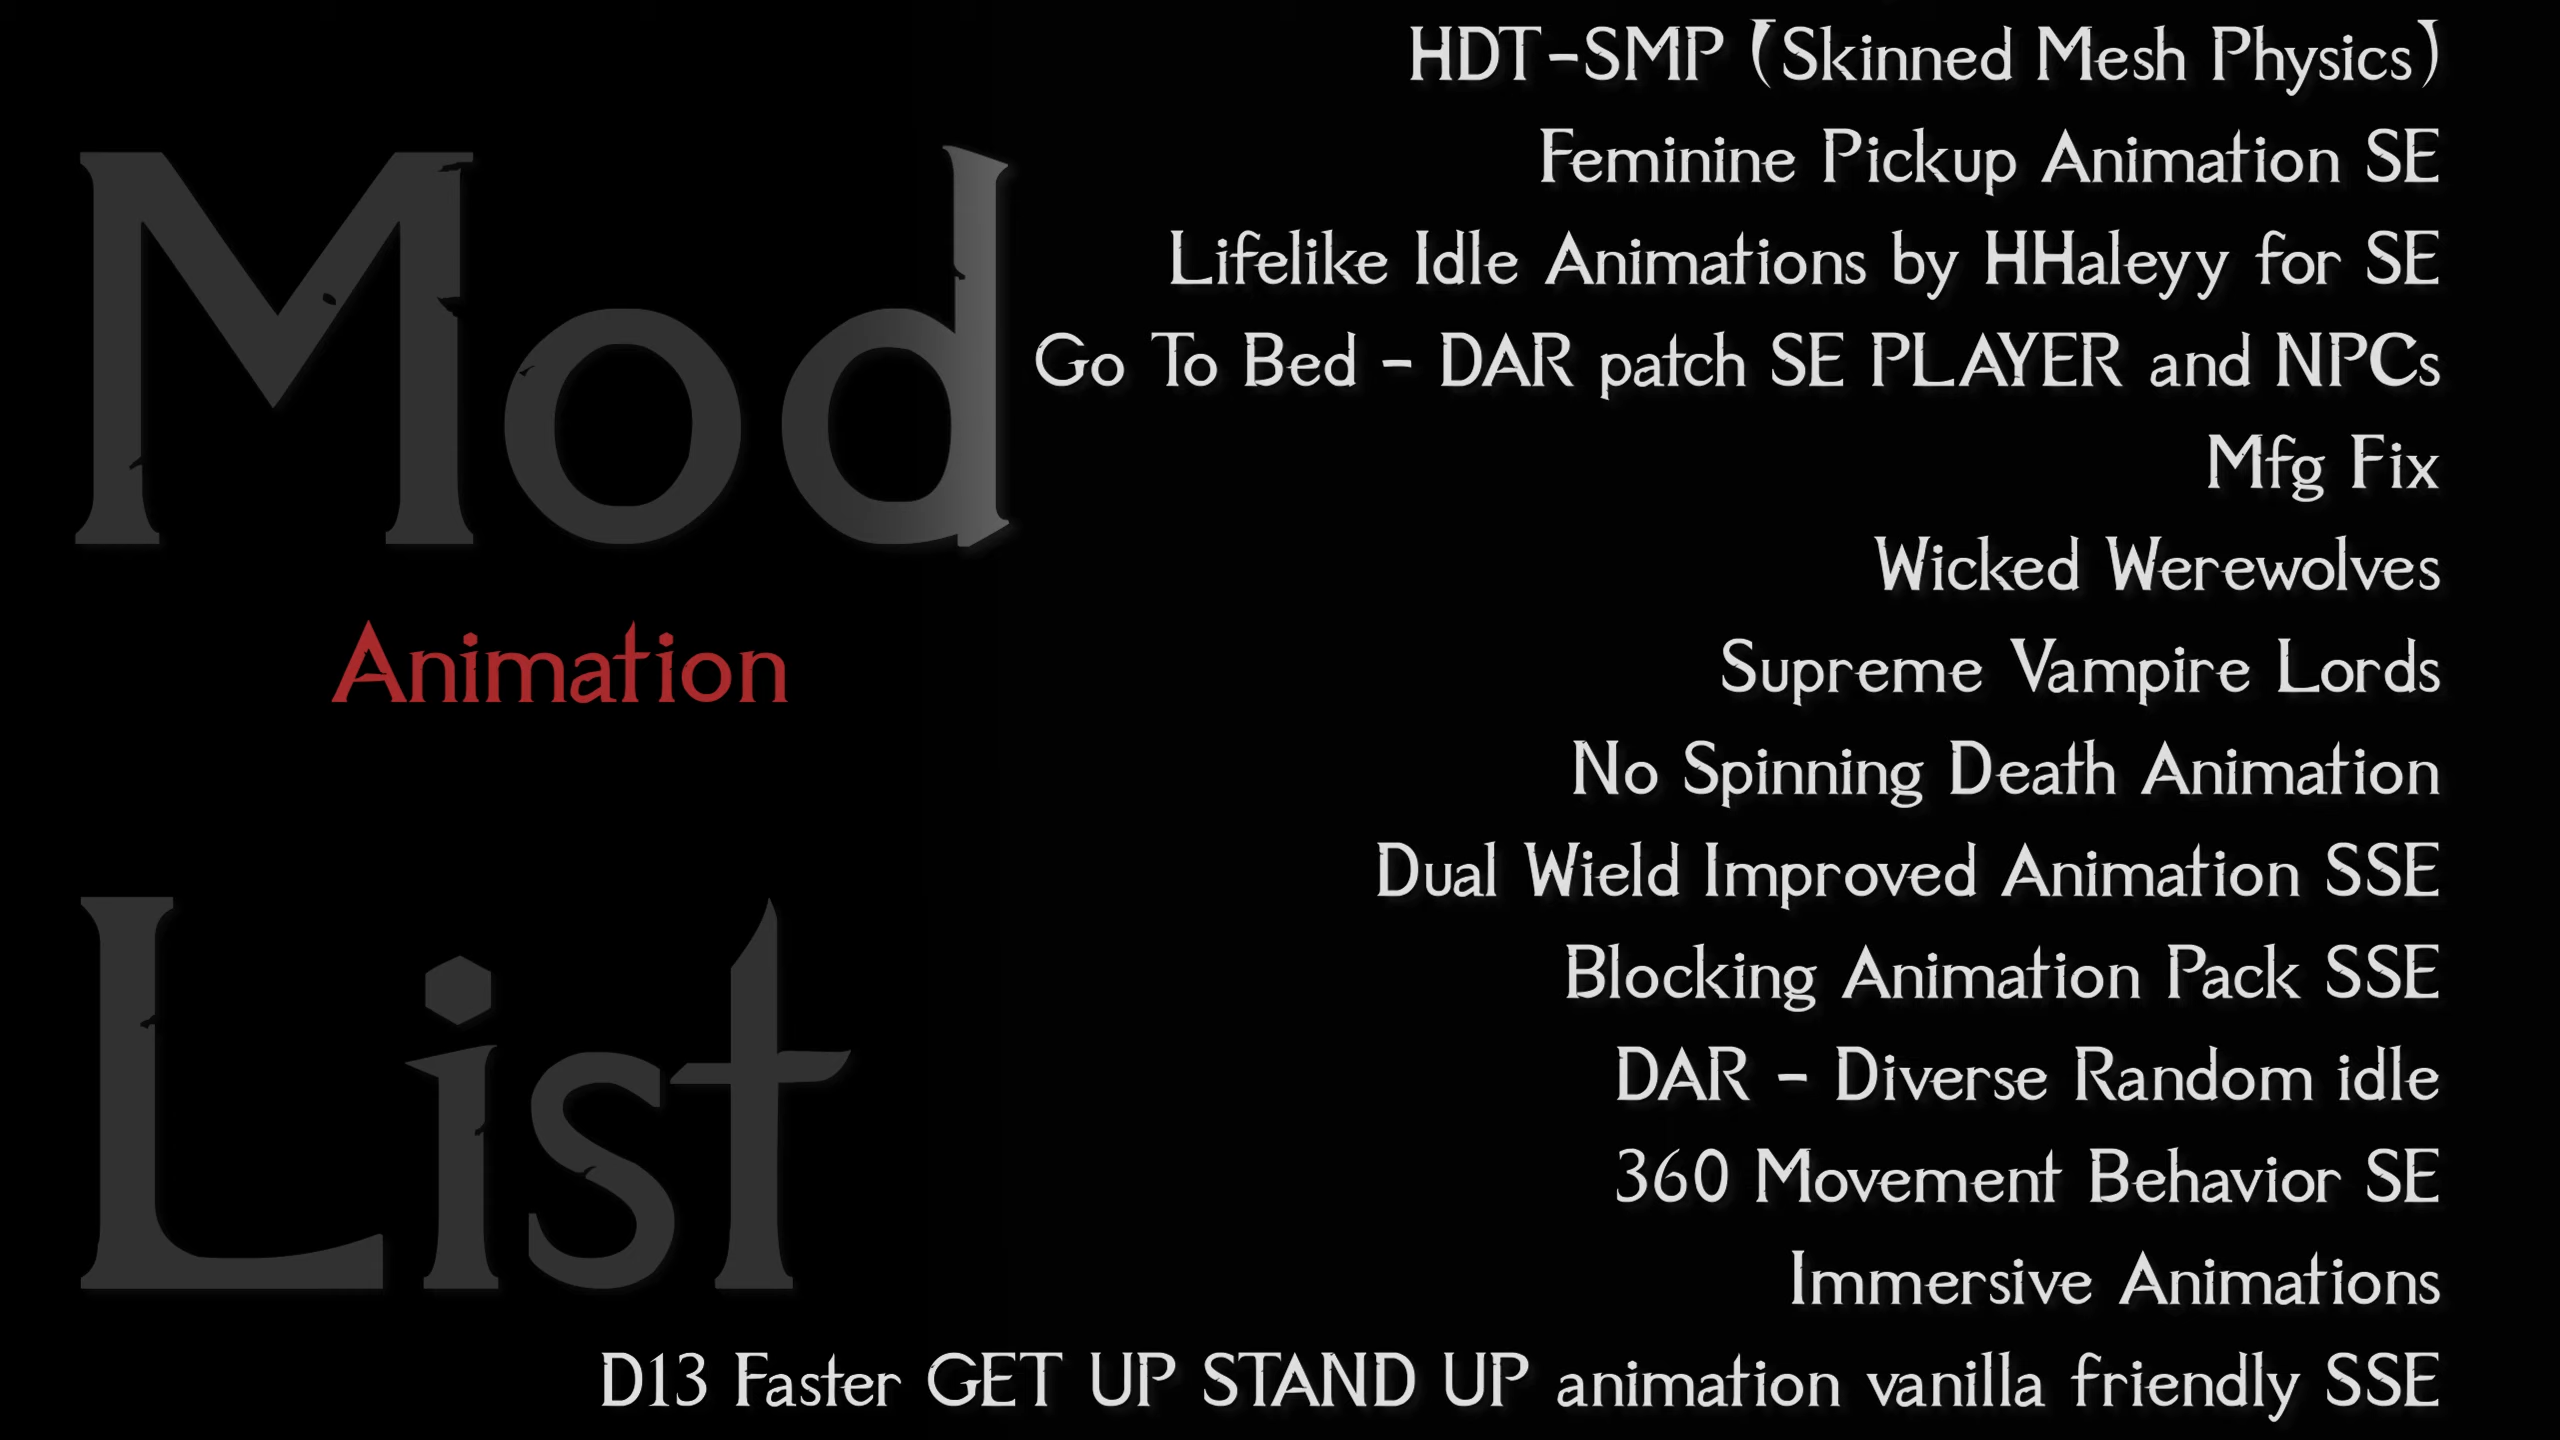 Mod
Animation
List
HDT-SMP (Skinned Mesh Physics)
Feminine Pickup Animation SE
Lifelike Idle Animations by HHaleyy for SE
Go To Bed - DAR patch SE PLAYER and NPCs
Mfg Fix
Wicked Werewolves
Supreme Vampire Lords
No Spinning Death Animation
Dual Wield Improved Animation SSE
Blocking Animation Pack SSE
DAR - Diverse Random idle
360 Movement Behavior SE
Immersive Animations
D13 Faster GET UP STAND UP animation vanilla friendly SSE